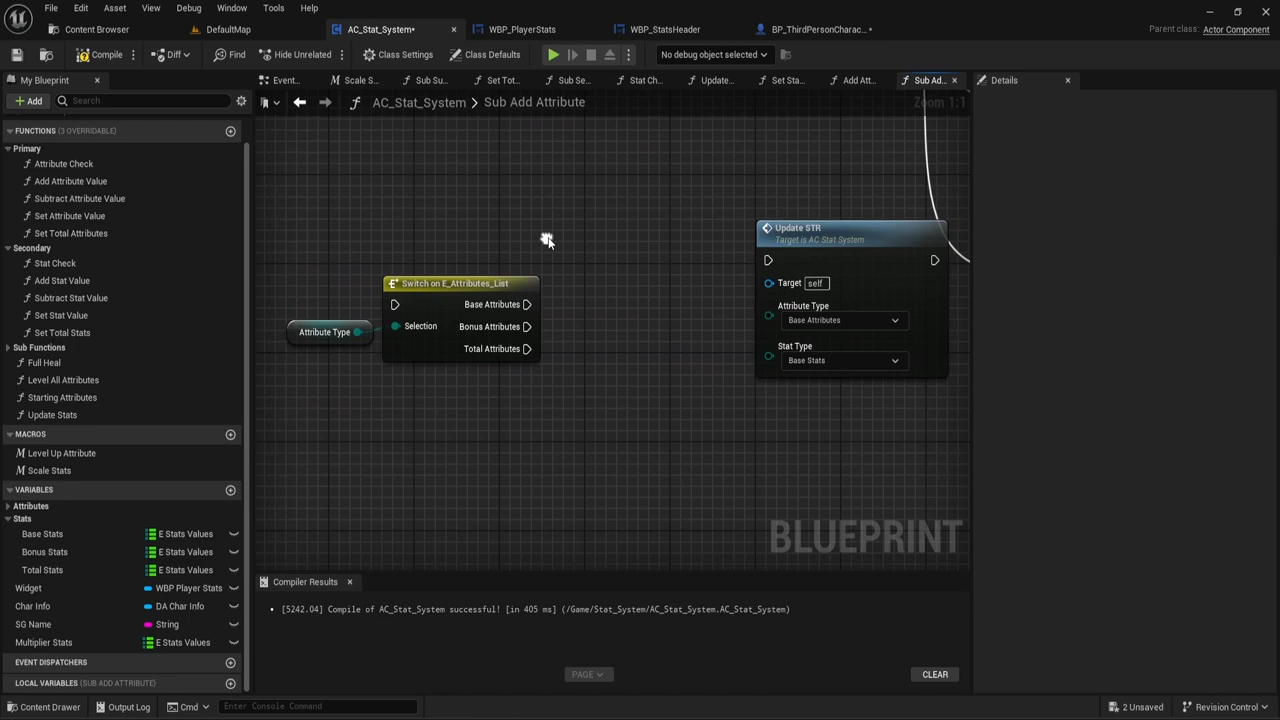 File Edit Asset View Debug Window Tools Help
Content Browser DefaultMap AC_Stat_System* WBP_PlayerStats WBP_StatsHeader BP_ThirdPersonCharac...* Parent class: Actor Component
Compile Diff Find Hide Unrelated Class Settings Class Defaults No debug object selected
My Blueprint Event... Scale S... Sub Su... Set Tot... Sub Se... Stat Ch... Update... Set Sta... Add Att... Sub Ad... Details
Add Search AC_Stat_System > Sub Add Attribute Zoom 1:1
FUNCTIONS (3 OVERRIDABLE)
Primary
Attribute Check
Add Attribute Value
Subtract Attribute Value
Set Attribute Value
Set Total Attributes
Secondary
Stat Check
Add Stat Value
Subtract Stat Value
Set Stat Value
Set Total Stats
Sub Functions
Full Heal
Level All Attributes
Starting Attributes
Update Stats
MACROS
Level Up Attribute
Scale Stats
VARIABLES
Attributes
Stats
Base Stats E Stats Values
Bonus Stats E Stats Values
Total Stats E Stats Values
Widget WBP Player Stats
Char Info DA Char Info
SG Name String
Multiplier Stats E Stats Values
EVENT DISPATCHERS
LOCAL VARIABLES (SUB ADD ATTRIBUTE)
Attribute Type
Switch on E_Attributes_List
Base Attributes
Selection Bonus Attributes
Total Attributes
Update STR
Target is AC Stat System
Target self
Attribute Type
Base Attributes
Stat Type
Base Stats
BLUEPRINT
Compiler Results
[5242.04] Compile of AC_Stat_System successful! [in 405 ms] (/Game/Stat_System/AC_Stat_System.AC_Stat_System)
PAGE CLEAR
Content Drawer Output Log Cmd Enter Console Command 2 Unsaved Revision Control